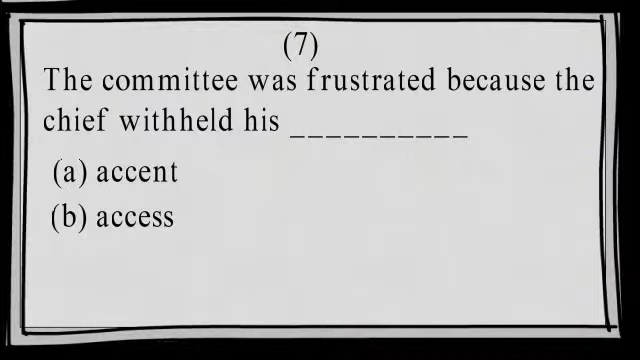 (7)
The committee was frustrated because the
chief withheld his __________
(a) accent
(b) access